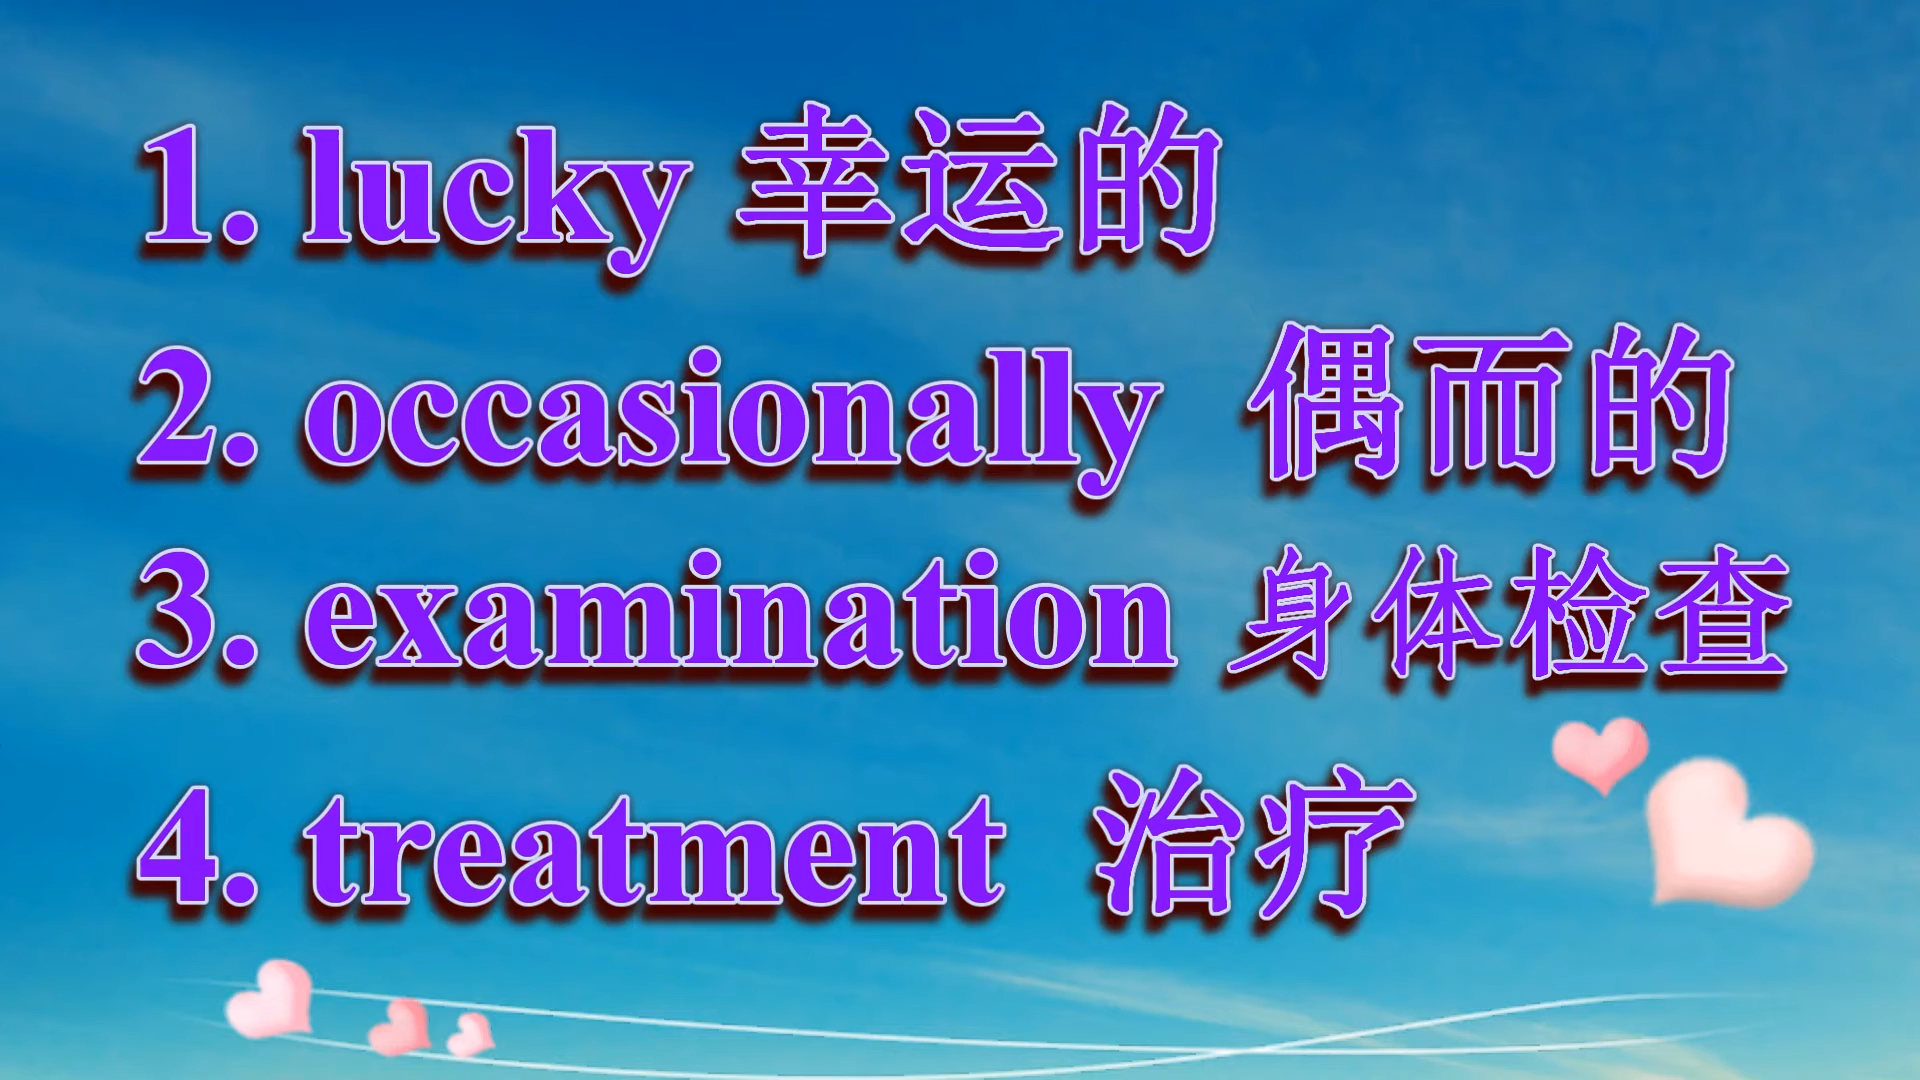 1. lucky 幸运的
2. occasionally 偶而的
3. examination 身体检查
4. treatment 治疗